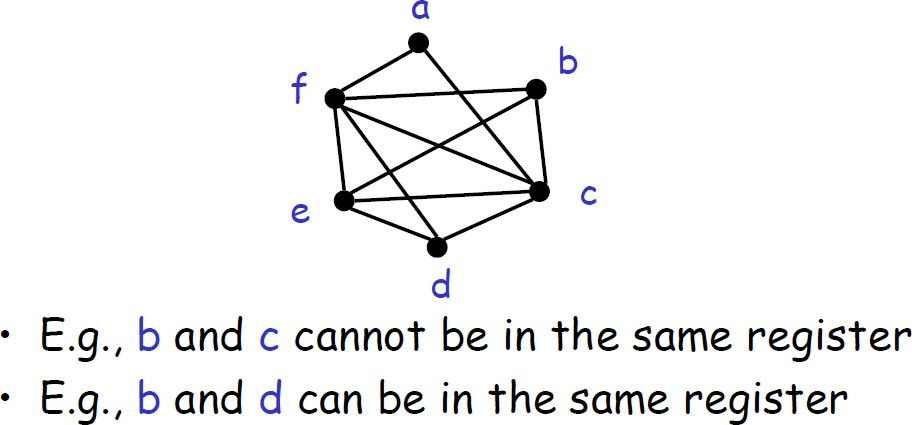 a
b
f
c
e
d
• E.g., b and c cannot be in the same register
• E.g., b and d can be in the same register